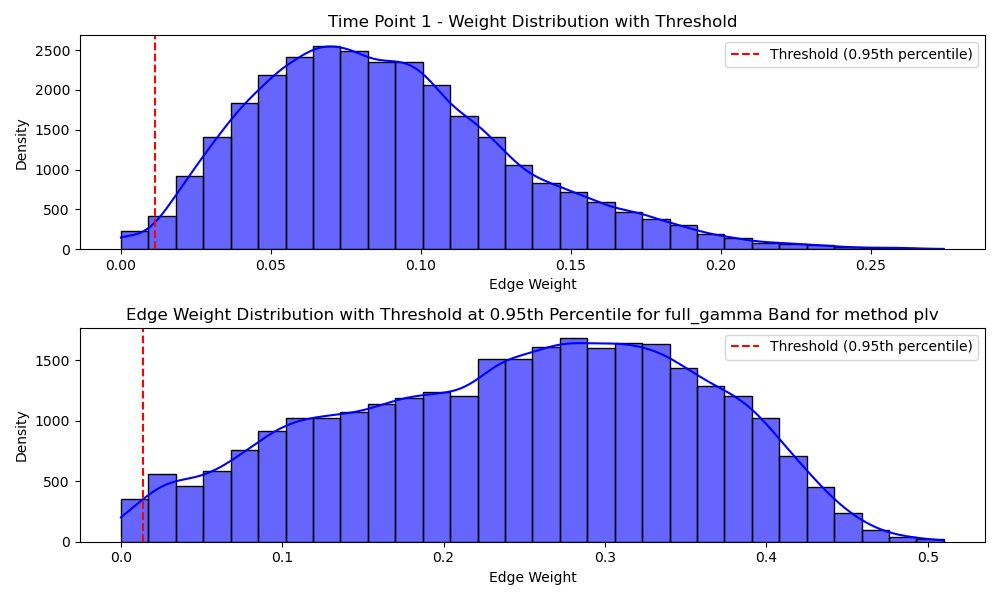 Time Point 1 - Weight Distribution with Threshold
Density
2500
2000
1500
1000
500
0
Threshold (0.95th percentile)
0.00 0.05 0.10 0.15 0.20 0.25
Edge Weight
Edge Weight Distribution with Threshold at 0.95th Percentile for full_gamma Band for method plv
Density
1500
1000
500
0
Threshold (0.95th percentile)
0.0 0.1 0.2 0.3 0.4 0.5
Edge Weight